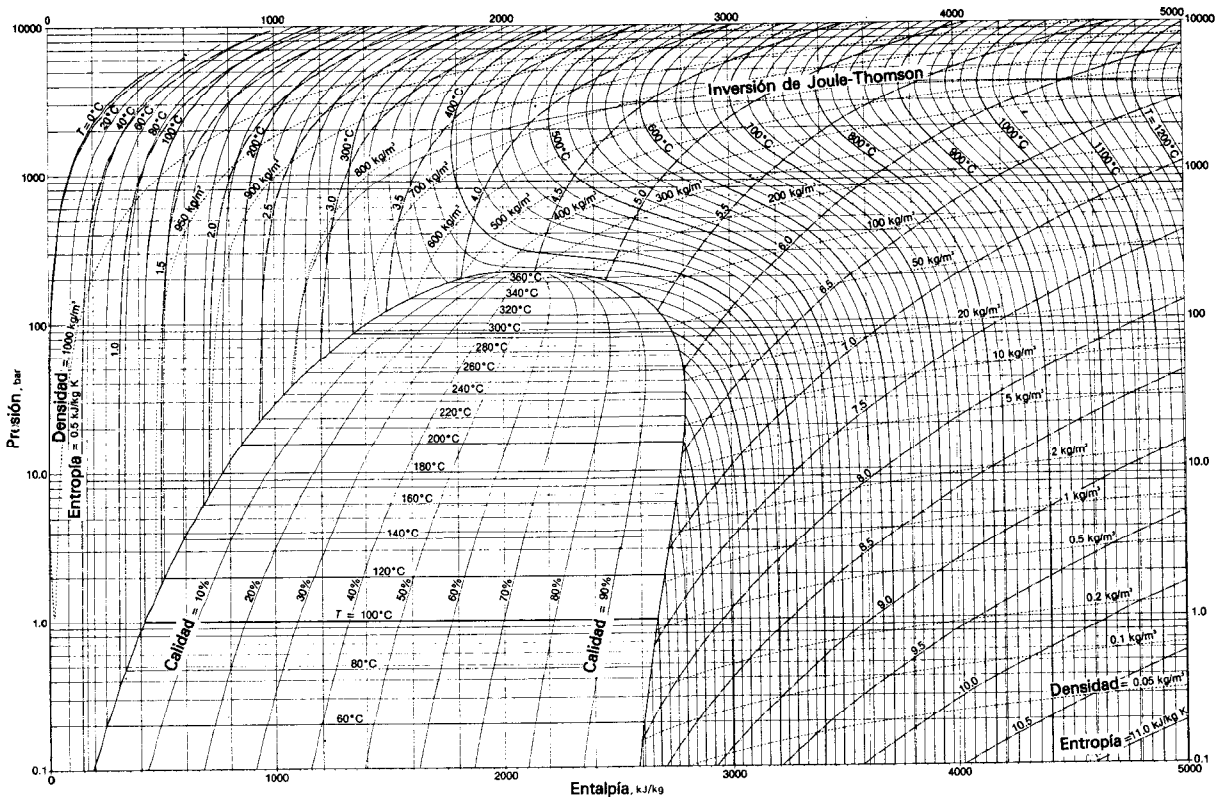 0 1000 2000 3000 4000 5000
10000 10000
Inversión de Joule-Thomson
T = 0°C
20°C
40°C
60°C
80°C
100°C
200°C
300°C
400°C
500°C
600°C
700°C
800°C
900°C
1000°C
1100°C
T = 1200°C
1000 1000
950 kg/m³
900 kg/m³
800 kg/m³
700 kg/m³
600 kg/m³
500 kg/m³
400 kg/m³
300 kg/m³
200 kg/m³
100 kg/m³
50 kg/m³
20 kg/m³
10 kg/m³
5 kg/m³
2 kg/m³
1 kg/m³
0.5 kg/m³
0.2 kg/m³
0.1 kg/m³
Densidad = 0.05 kg/m³
Densidad = 1000 kg/m³
Entropía = 0.5 kJ/kg K
1.0
1.5
2.0
2.5
3.0
3.5
4.0
4.5
5.0
5.5
6.0
6.5
7.0
7.5
8.0
8.5
9.0
9.5
10.0
10.5
Entropía = 11.0 kJ/kg K
360°C
340°C
320°C
300°C
280°C
260°C
240°C
220°C
200°C
180°C
160°C
140°C
120°C
T = 100°C
80°C
60°C
Calidad = 10%
20%
30%
40%
50%
60%
70%
80%
Calidad = 90%
Presión, bar
100 100
10.0 10.0
1.0 1.0
0.1 0.1
0 1000 2000 3000 4000 5000
Entalpía, kJ/kg